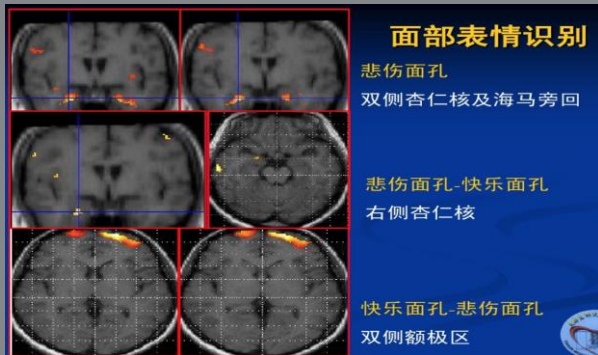 面部表情识别
悲伤面孔
双侧杏仁核及海马旁回
悲伤面孔-快乐面孔
右侧杏仁核
快乐面孔-悲伤面孔
双侧额极区